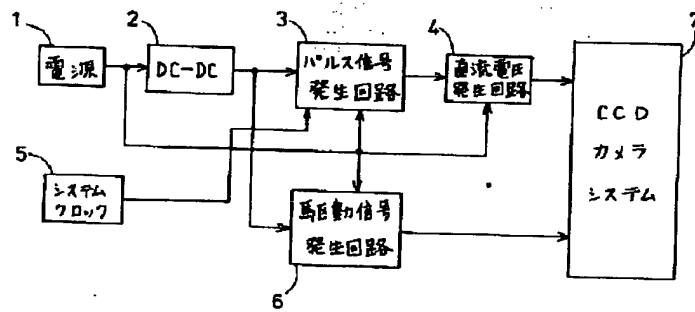 1
電源
2
DC-DC
3
パルス信号
発生回路
4
直流電圧
発生回路
7
CCD
カメラ
システム
5
システム
クロック
駆動信号
発生回路
6